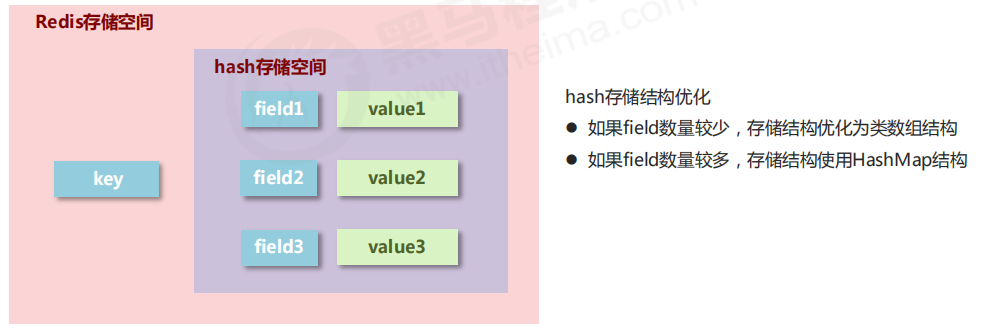 Redis存储空间
hash存储空间
field1 value1
key
field2 value2
field3 value3
hash存储结构优化
● 如果field数量较少，存储结构优化为类数组结构
● 如果field数量较多，存储结构使用HashMap结构
www.itheima.com